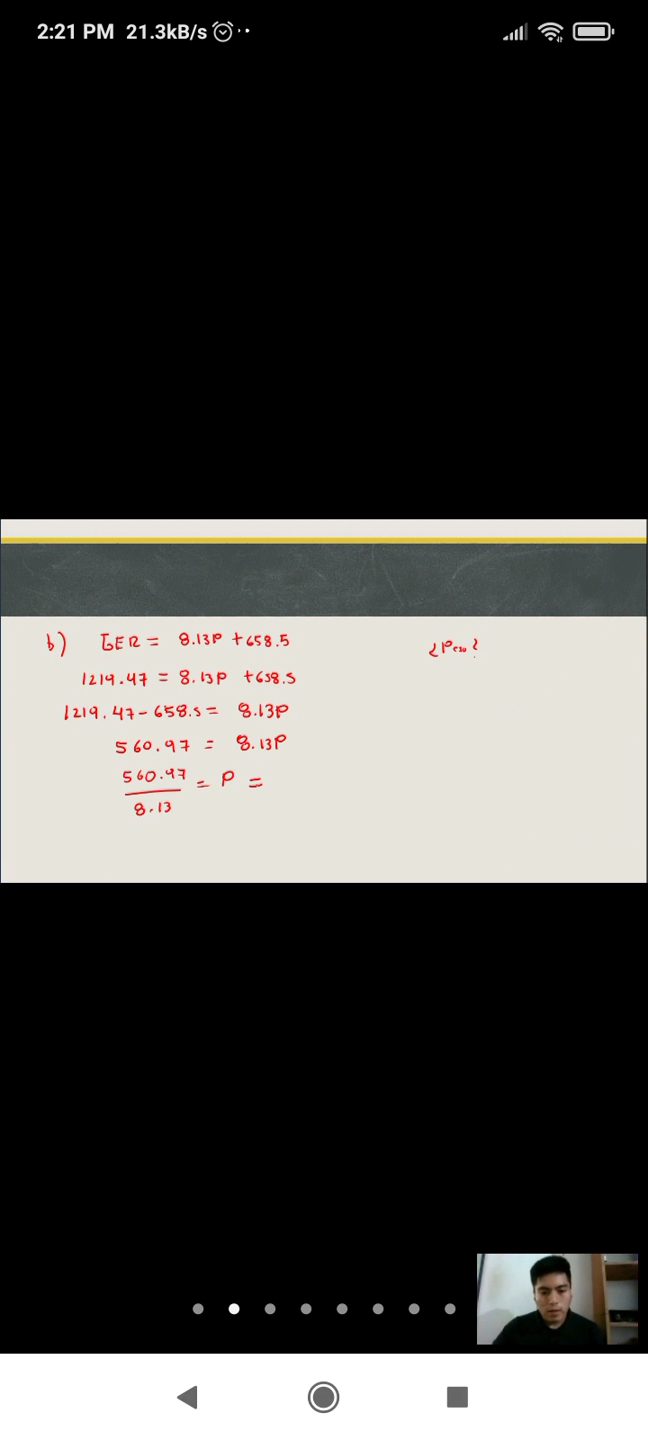 2:21 PM 21.3kB/s
b) GER = 8.13P + 658.5
¿Peso?
1219.47 = 8.13P + 658.5
1219.47 - 658.5 = 8.13P
560.97 = 8.13P
560.97
8.13
= P =